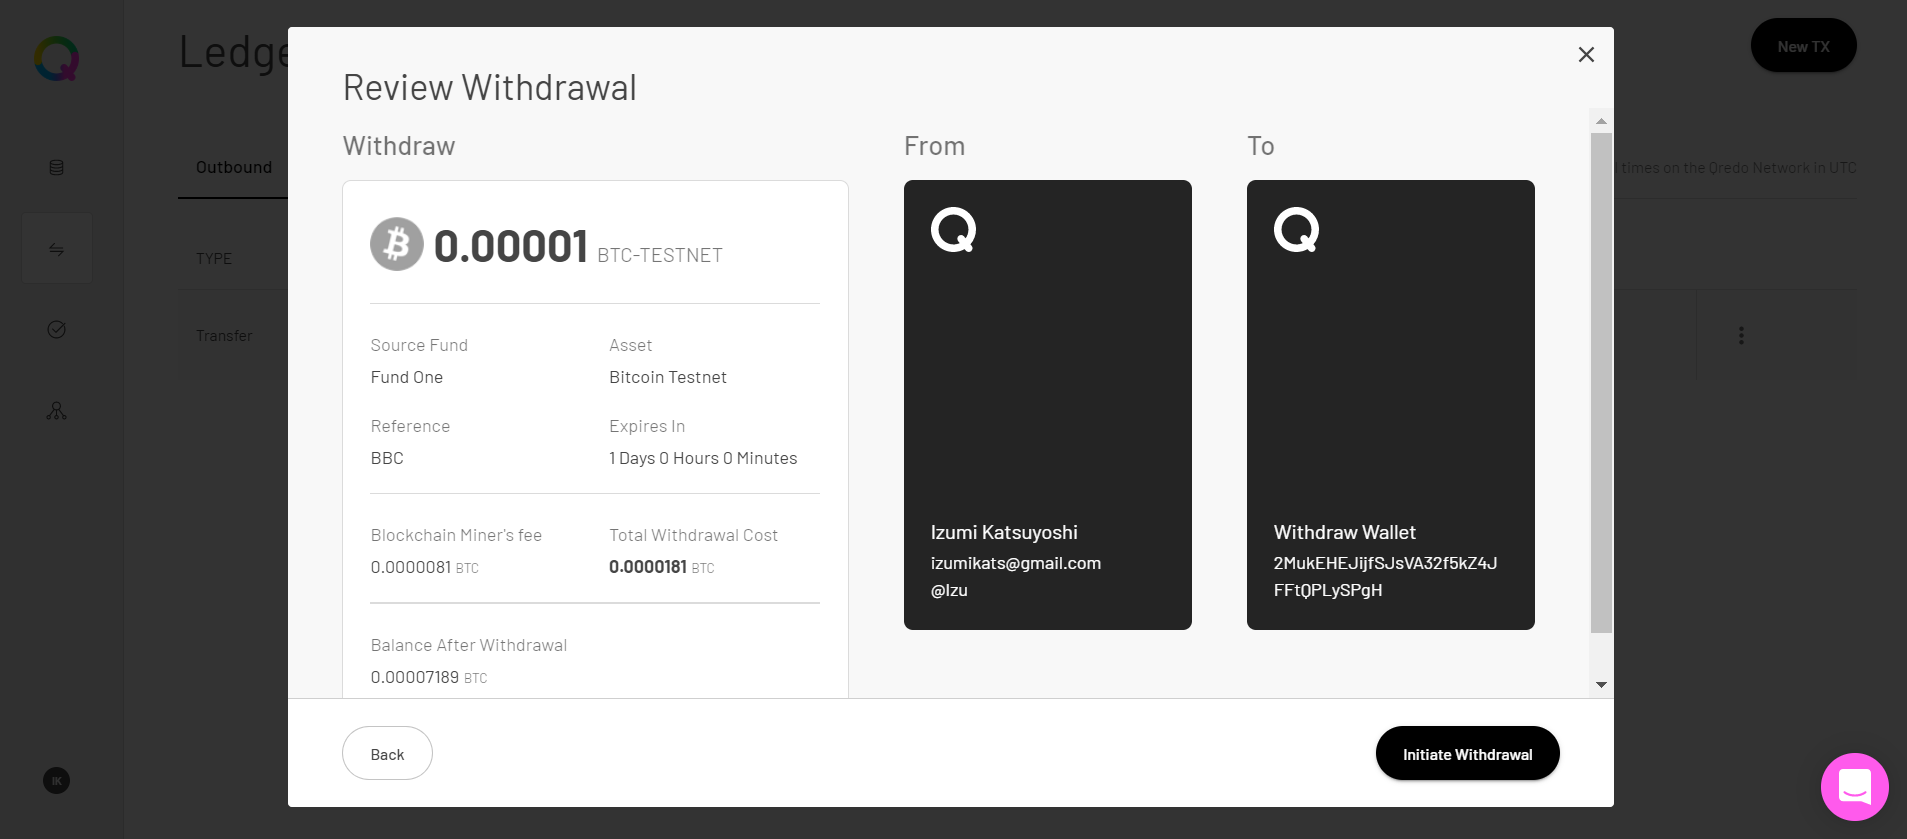 Ledge
New TX
Review Withdrawal
Outbound
times on the Qredo Network in UTC
TYPE
Transfer
Withdraw
0.00001 BTC-TESTNET
Source Fund
Asset
Fund One
Bitcoin Testnet
Reference
Expires In
BBC
1 Days 0 Hours 0 Minutes
Blockchain Miner's fee
Total Withdrawal Cost
0.0000081 BTC
0.0000181 BTC
Balance After Withdrawal
0.00007189 BTC
From
Izumi Katsuyoshi
izumikats@gmail.com
@Izu
To
Withdraw Wallet
2MukEHEJijfSJsVA32f5kZ4J
FFtQPLySPgH
Back
Initiate Withdrawal
IK